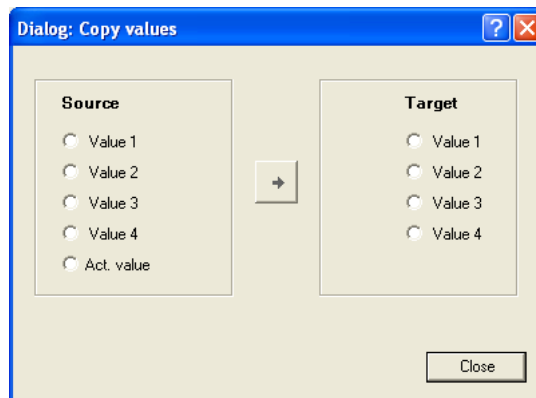 Dialog: Copy values
Source
Value 1
Value 2
Value 3
Value 4
Act. value
Target
Value 1
Value 2
Value 3
Value 4
Close